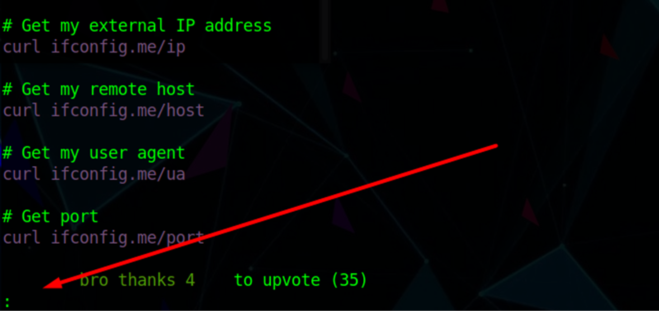 # Get my external IP address
curl ifconfig.me/ip
# Get my remote host
curl ifconfig.me/host
# Get my user agent
curl ifconfig.me/ua
# Get port
curl ifconfig.me/port
bro thanks 4 to upvote (35)
: